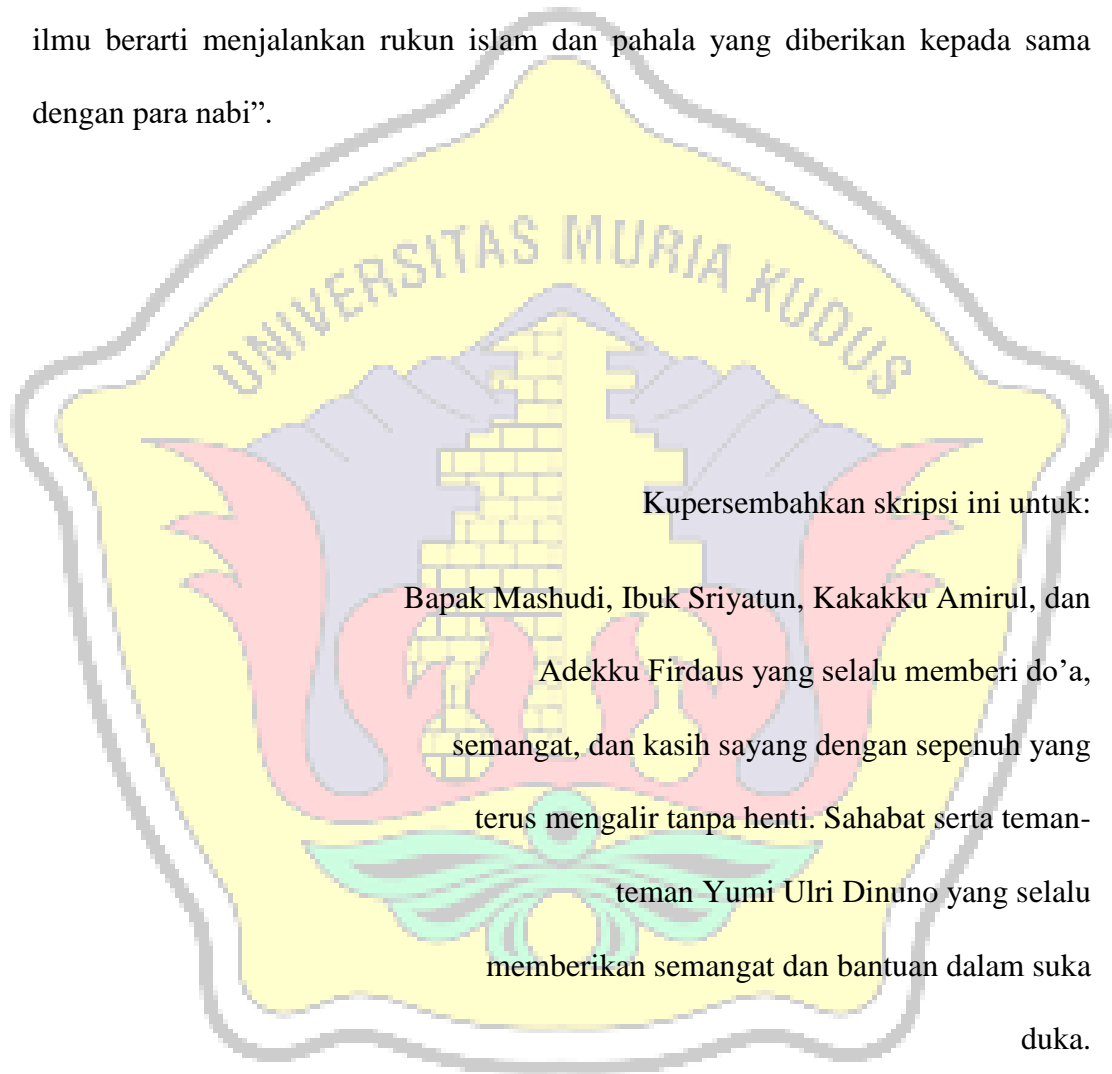 ilmu berarti menjalankan rukun islam dan pahala yang diberikan kepada sama
dengan para nabi”.
UNIVERSITAS MURIA KUDUS
Kupersembahkan skripsi ini untuk:
Bapak Mashudi, Ibuk Sriyatun, Kakakku Amirul, dan
Adekku Firdaus yang selalu memberi do’a,
semangat, dan kasih sayang dengan sepenuh yang
terus mengalir tanpa henti. Sahabat serta teman-
teman Yumi Ulri Dinuno yang selalu
memberikan semangat dan bantuan dalam suka
duka.